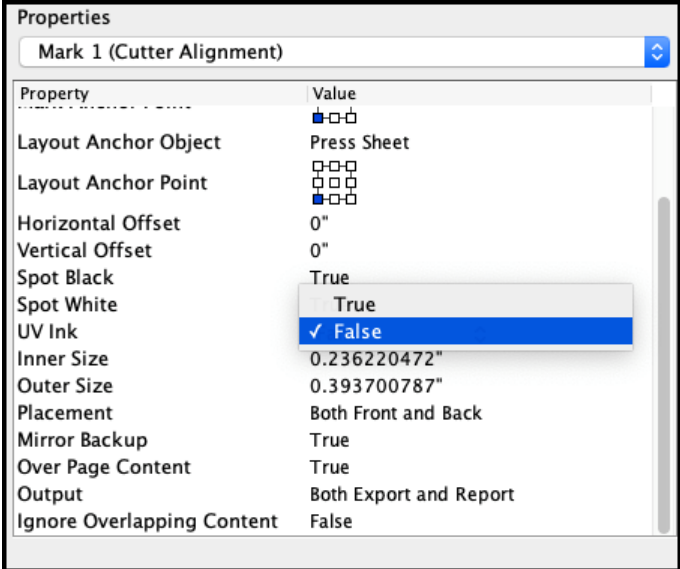 Properties
Mark 1 (Cutter Alignment)
Property Value
Layout Anchor Object Press Sheet
Layout Anchor Point
Horizontal Offset 0"
Vertical Offset 0"
Spot Black True
Spot White True
UV Ink ✓ False
Inner Size 0.236220472"
Outer Size 0.393700787"
Placement Both Front and Back
Mirror Backup True
Over Page Content True
Output Both Export and Report
Ignore Overlapping Content False